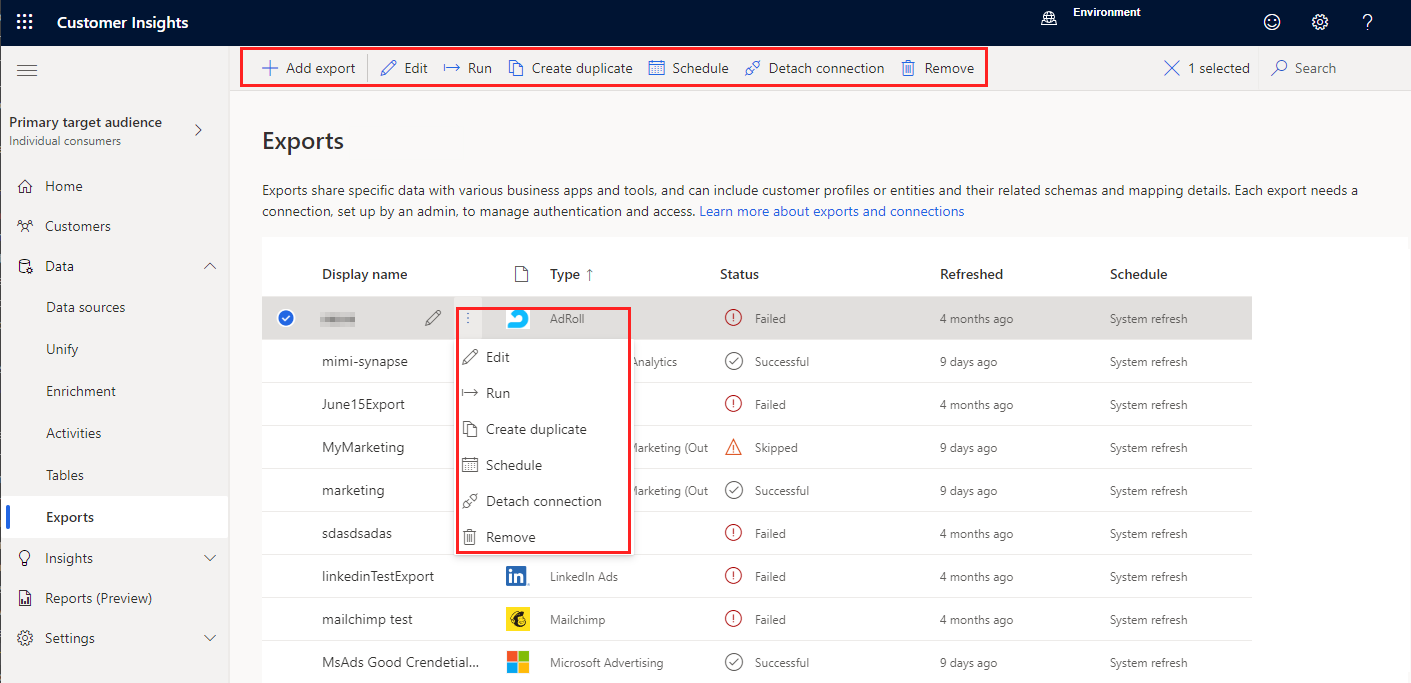 Customer Insights
Environment
Add export Edit Run Create duplicate Schedule Detach connection Remove 1 selected Search
Primary target audience
Individual consumers
Home
Customers
Data
Data sources
Unify
Enrichment
Activities
Tables
Exports
Insights
Reports (Preview)
Settings
Exports
Exports share specific data with various business apps and tools, and can include customer profiles or entities and their related schemas and mapping details. Each export needs a
connection, set up by an admin, to manage authentication and access. Learn more about exports and connections
Display name Type ↑ Status Refreshed Schedule
AdRoll Failed 4 months ago System refresh
mimi-synapse Analytics Successful 9 days ago System refresh
June15Export Failed 4 months ago System refresh
MyMarketing Marketing (Out Skipped 9 days ago System refresh
marketing Marketing (Out Successful 9 days ago System refresh
sdasdsadas Failed 4 months ago System refresh
linkedinTestExport LinkedIn Ads Failed 4 months ago System refresh
mailchimp test Mailchimp Failed 4 months ago System refresh
MsAds Good Crendetial... Microsoft Advertising Successful 9 days ago System refresh
Edit
Run
Create duplicate
Schedule
Detach connection
Remove